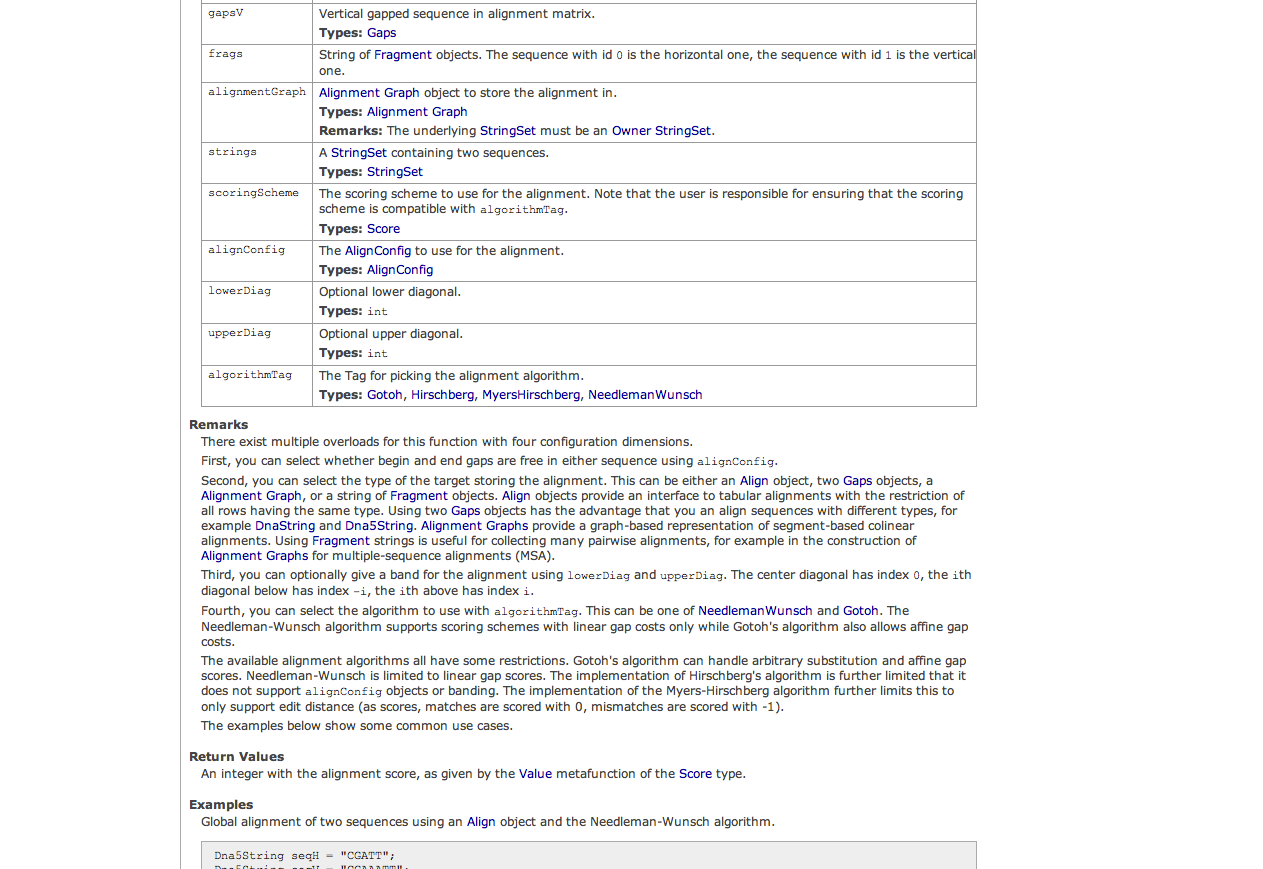 gapsV
Vertical gapped sequence in alignment matrix.
Types: Gaps
frags
String of Fragment objects. The sequence with id 0 is the horizontal one, the sequence with id 1 is the vertical
one.
alignmentGraph
Alignment Graph object to store the alignment in.
Types: Alignment Graph
Remarks: The underlying StringSet must be an Owner StringSet.
strings
A StringSet containing two sequences.
Types: StringSet
scoringScheme
The scoring scheme to use for the alignment. Note that the user is responsible for ensuring that the scoring
scheme is compatible with algorithmTag.
Types: Score
alignConfig
The AlignConfig to use for the alignment.
Types: AlignConfig
lowerDiag
Optional lower diagonal.
Types: int
upperDiag
Optional upper diagonal.
Types: int
algorithmTag
The Tag for picking the alignment algorithm.
Types: Gotoh, Hirschberg, MyersHirschberg, NeedlemanWunsch
Remarks
There exist multiple overloads for this function with four configuration dimensions.
First, you can select whether begin and end gaps are free in either sequence using alignConfig.
Second, you can select the type of the target storing the alignment. This can be either an Align object, two Gaps objects, a
Alignment Graph, or a string of Fragment objects. Align objects provide an interface to tabular alignments with the restriction of
all rows having the same type. Using two Gaps objects has the advantage that you an align sequences with different types, for
example DnaString and Dna5String. Alignment Graphs provide a graph-based representation of segment-based colinear
alignments. Using Fragment strings is useful for collecting many pairwise alignments, for example in the construction of
Alignment Graphs for multiple-sequence alignments (MSA).
Third, you can optionally give a band for the alignment using lowerDiag and upperDiag. The center diagonal has index 0, the ith
diagonal below has index -i, the ith above has index i.
Fourth, you can select the algorithm to use with algorithmTag. This can be one of NeedlemanWunsch and Gotoh. The
Needleman-Wunsch algorithm supports scoring schemes with linear gap costs only while Gotoh's algorithm also allows affine gap
costs.
The available alignment algorithms all have some restrictions. Gotoh's algorithm can handle arbitrary substitution and affine gap
scores. Needleman-Wunsch is limited to linear gap scores. The implementation of Hirschberg's algorithm is further limited that it
does not support alignConfig objects or banding. The implementation of the Myers-Hirschberg algorithm further limits this to
only support edit distance (as scores, matches are scored with 0, mismatches are scored with -1).
The examples below show some common use cases.
Return Values
An integer with the alignment score, as given by the Value metafunction of the Score type.
Examples
Global alignment of two sequences using an Align object and the Needleman-Wunsch algorithm.
Dna5String seqH = "CGATT";